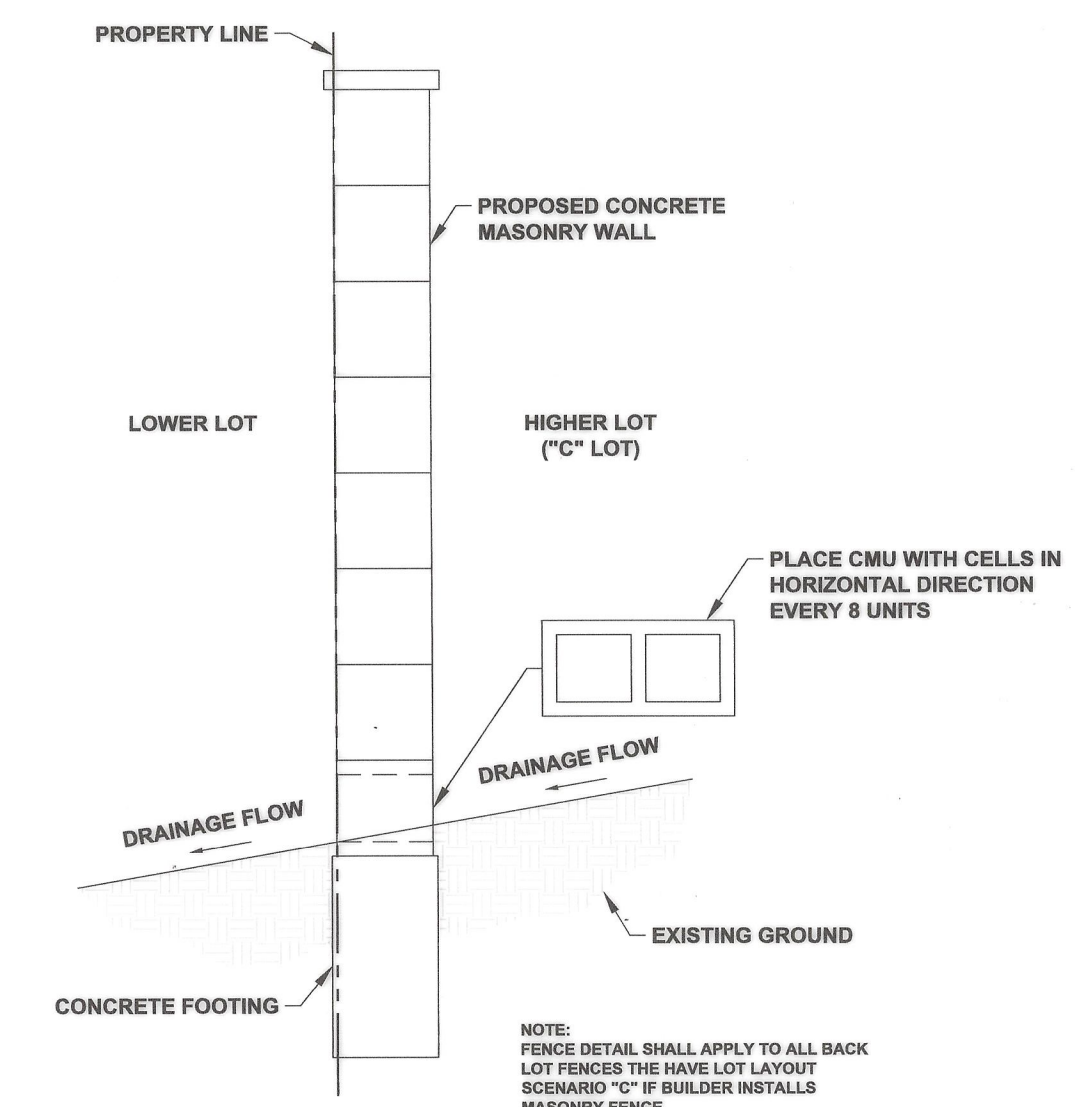 PROPERTY LINE
PROPOSED CONCRETE
MASONRY WALL
LOWER LOT
HIGHER LOT
("C" LOT)
PLACE CMU WITH CELLS IN
HORIZONTAL DIRECTION
EVERY 8 UNITS
DRAINAGE FLOW
DRAINAGE FLOW
EXISTING GROUND
CONCRETE FOOTING
NOTE:
FENCE DETAIL SHALL APPLY TO ALL BACK
LOT FENCES THE HAVE LOT LAYOUT
SCENARIO "C" IF BUILDER INSTALLS
MASONRY FENCE